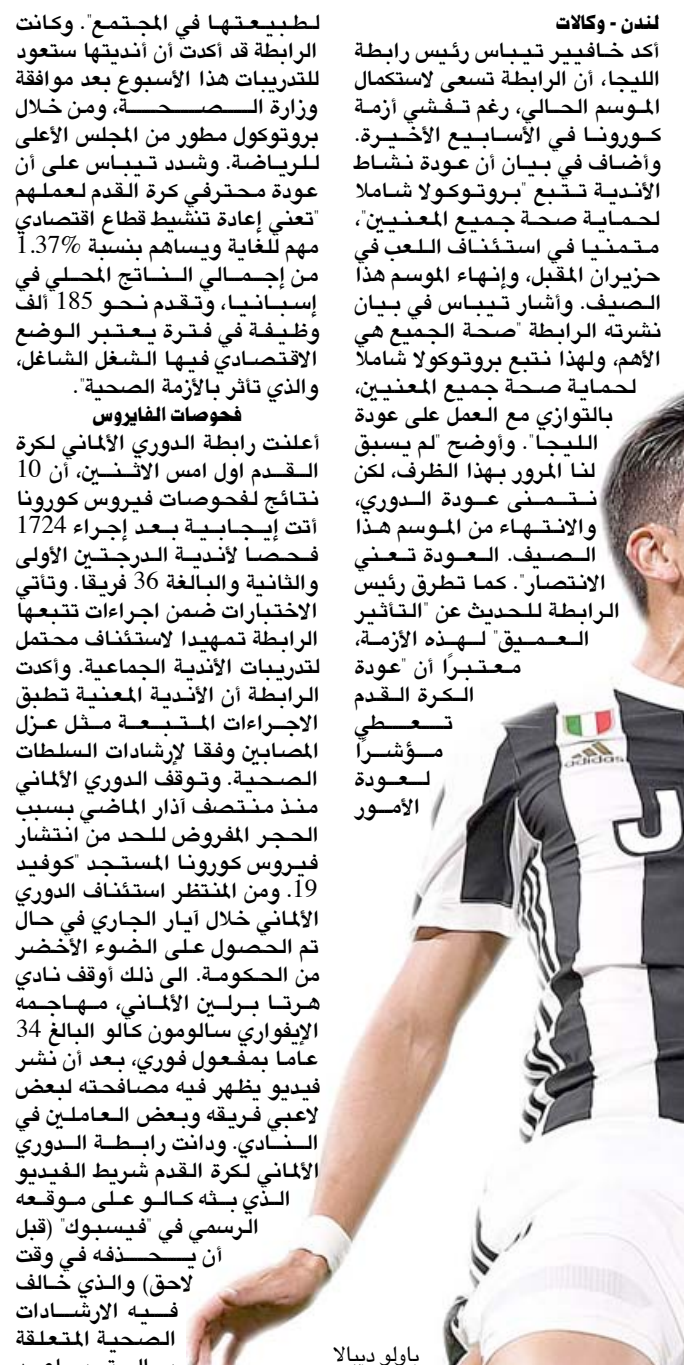 لندن - وكالات
أكد خافيير تيباس رئيس رابطة
الليجا، أن الرابطة تسعى لاستكمال
الموسم الحالي، رغم تفشي أزمة
كورونا في الأسابيع الأخيرة.
وأضاف في بيان أن عودة نشاط
الأندية تتبع "بروتوكولا شاملا
لحماية صحة جميع المعنيين"،
متمنيا في استئناف اللعب في
حزيران المقبل، وإنهاء الموسم هذا
الصيف. وأشار تيباس في بيان
نشرته الرابطة "صحة الجميع هي
الأهم، ولهذا نتبع بروتوكولا شاملا
لحماية صحة جميع المعنيين،
بالتوازي مع العمل على عودة
الليجا". وأوضح "لم يسبق
لنا المرور بهذا الظرف، لكن
نتمنى عودة الدوري،
والانتهاء من الموسم هذا
الصيف. العودة تعني
الانتصار". كما تطرق رئيس
الرابطة للحديث عن "التأثير
العميق" لهذه الأزمة،
معتبرًا أن "عودة
الكرة القدم
تعطي
مؤشراً
لعودة
الأمور
لطبيعتها في المجتمع". وكانت
الرابطة قد أكدت أن أنديتها ستعود
للتدريبات هذا الأسبوع بعد موافقة
وزارة الصحة، ومن خلال
بروتوكول مطور من المجلس الأعلى
للرياضة. وشدد تيباس على أن
عودة محترفي كرة القدم لعملهم
"تعني إعادة تنشيط قطاع اقتصادي
مهم للغاية ويساهم بنسبة 1.37%
من إجمالي الناتج المحلي في
إسبانيا، وتقدم نحو 185 ألف
وظيفة في فترة يعتبر الوضع
الاقتصادي فيها الشغل الشاغل،
والذي تأثر بالأزمة الصحية".
فحوصات الفايروس
أعلنت رابطة الدوري الألماني لكرة
القدم اول امس الاثنين، أن 10
نتائج لفحوصات فيروس كورونا
أتت إيجابية بعد إجراء 1724
فحصا لأندية الدرجتين الأولى
والثانية والبالغة 36 فريقا. وتأتي
الاختبارات ضمن اجراءات تتبعها
الرابطة تمهيدا لاستئناف محتمل
لتدريبات الأندية الجماعية. وأكدت
الرابطة أن الأندية المعنية تطبق
الاجراءات المتبعة مثل عزل
المصابين وفقا لإرشادات السلطات
الصحية. وتوقف الدوري الألماني
منذ منتصف آذار الماضي بسبب
الحجر المفروض للحد من انتشار
فيروس كورونا المستجد "كوفيد
19. ومن المنتظر استئناف الدوري
الألماني خلال آيار الجاري في حال
تم الحصول على الضوء الأخضر
من الحكومة. الى ذلك أوقف نادي
هرتا برلين الألماني، مهاجمه
الإيفواري سالومون كالو البالغ 34
عاما بمفعول فوري، بعد أن نشر
فيديو يظهر فيه مصافحته لبعض
لاعبي فريقه وبعض العاملين في
النادي. ودانت رابطة الدوري
الألماني لكرة القدم شريط الفيديو
الذي بثه كالو على موقعه
الرسمي في "فيسبوك" (قبل
أن يحذفه في وقت
لاحق) والذي خالف
فيه الارشادات
الصحية المتعلقة
adidas
باولو ديبالا